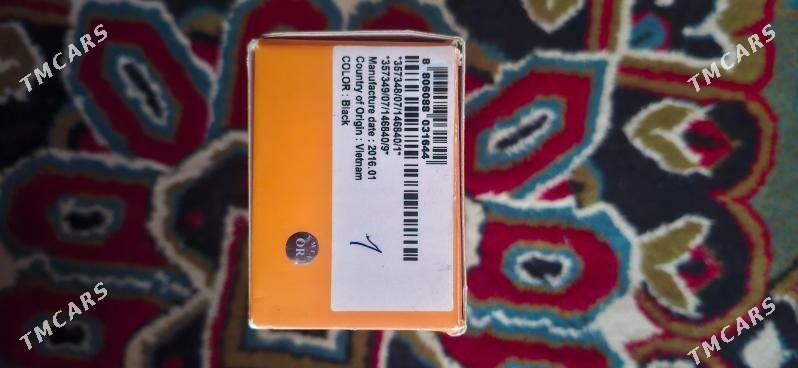 8 806088 031644
*357348/07/146840/1*
*357349/07/146840/9*
Manufacture date : 2016.01
Country of Origin : Vietnam
COLOR : Black
1
OR
TMCARS
TMCARS
TMCARS
TMCARS